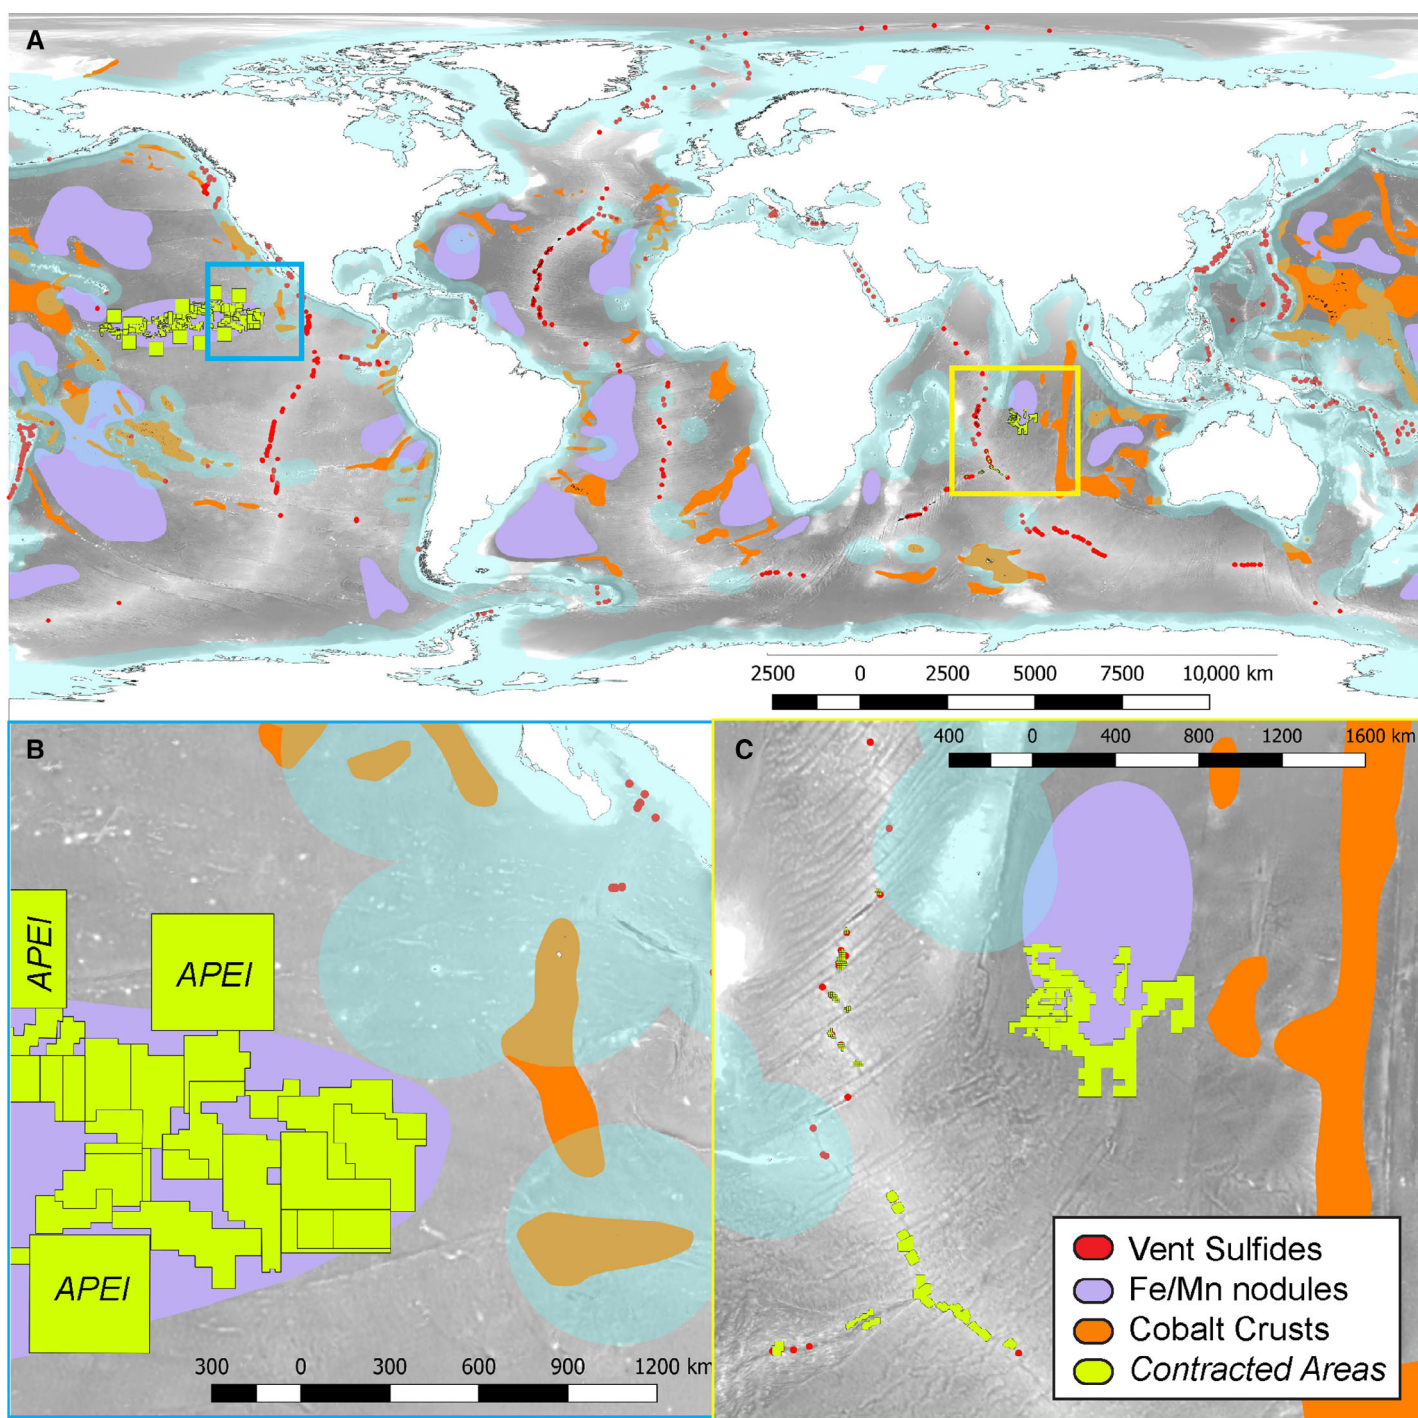 A
2500 0 2500 5000 7500 10,000 km
B
APEI
APEI
APEI
300 0 300 600 900 1200 km
C
400 0 400 800 1200 1600 km
Vent Sulfides
Fe/Mn nodules
Cobalt Crusts
Contracted Areas